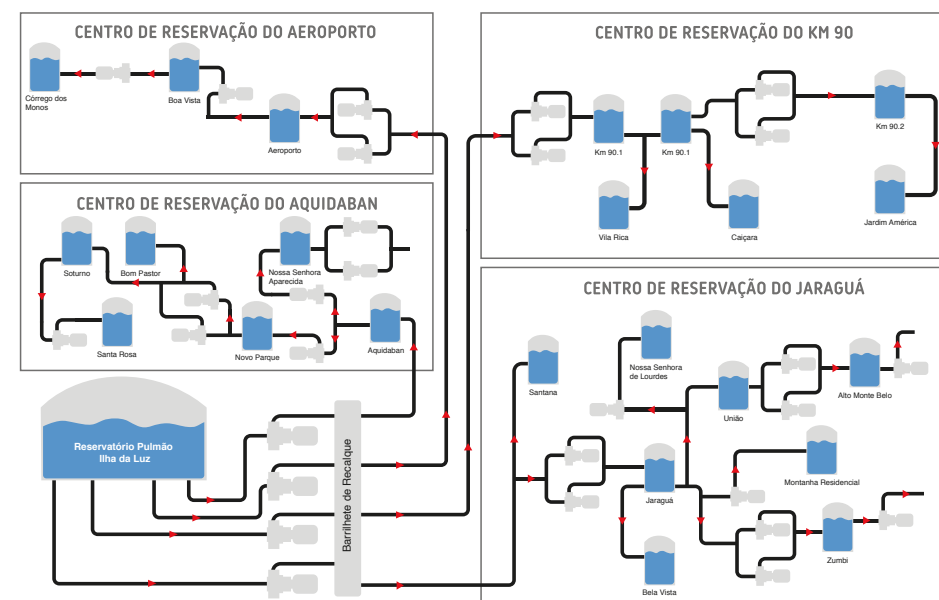 CENTRO DE RESERVAÇÃO DO AEROPORTO
Córrego dos
Monos
Boa Vista
Aeroporto
CENTRO DE RESERVAÇÃO DO AQUIDABAN
Soturno
Bom Pastor
Nossa Senhora
Aparecida
Santa Rosa
Novo Parque
Aquidaban
Reservatório Pulmão
Ilha da Luz
Barrilhete de Recalque
CENTRO DE RESERVAÇÃO DO KM 90
Km 90.1
Km 90.1
Km 90.2
Vila Rica
Caiçara
Jardim América
CENTRO DE RESERVAÇÃO DO JARAGUÁ
Santana
Nossa Senhora
de Lourdes
União
Alto Monte Belo
Jaraguá
Montanha Residencial
Zumbi
Bela Vista